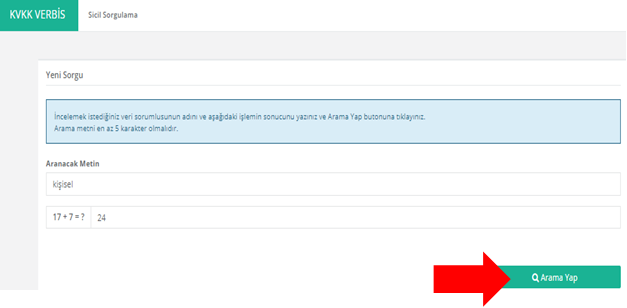 KVKK VERBİS Sicil Sorgulama
Yeni Sorgu
İncelemek istediğiniz veri sorumlusunun adını ve aşağıdaki işlemin sonucunu yazınız ve Arama Yap butonuna tıklayınız.
Arama metni en az 5 karakter olmalıdır.
Aranacak Metin
kişisel
17 + 7 = ? 24
Arama Yap